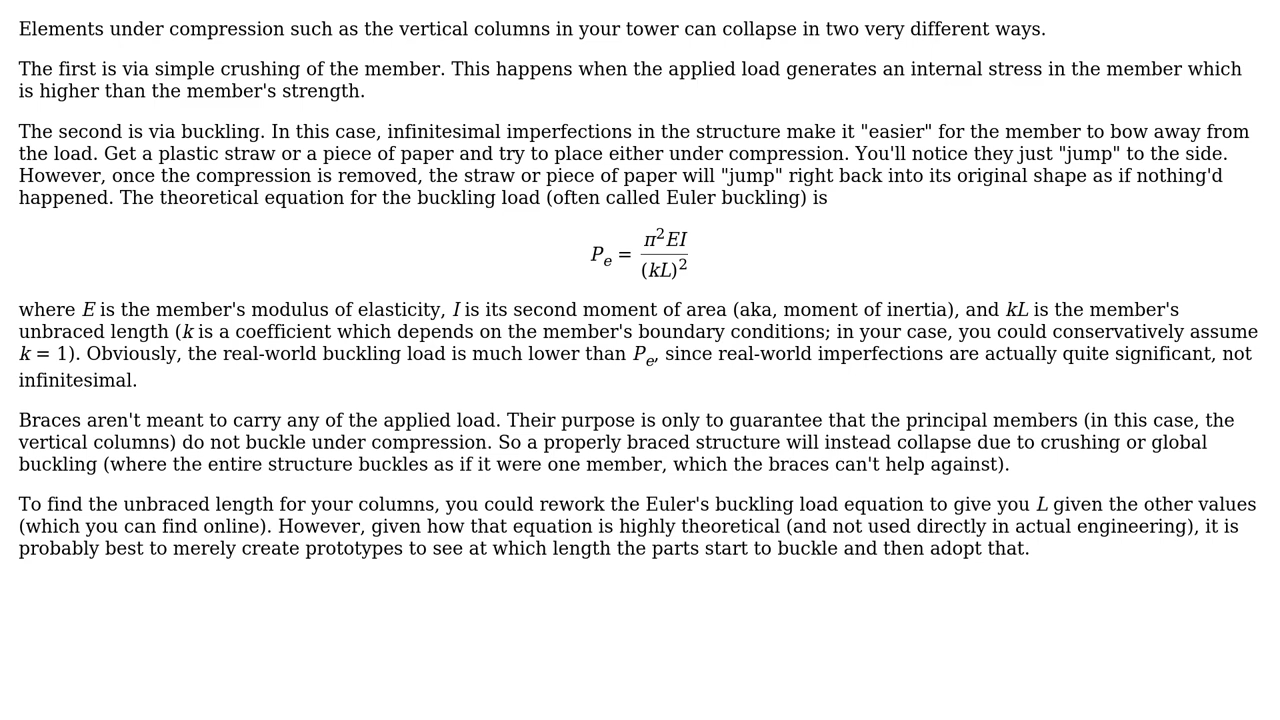 Elements under compression such as the vertical columns in your tower can collapse in two very different ways.
The first is via simple crushing of the member. This happens when the applied load generates an internal stress in the member which
is higher than the member's strength.
The second is via buckling. In this case, infinitesimal imperfections in the structure make it "easier" for the member to bow away from
the load. Get a plastic straw or a piece of paper and try to place either under compression. You'll notice they just "jump" to the side.
However, once the compression is removed, the straw or piece of paper will "jump" right back into its original shape as if nothing'd
happened. The theoretical equation for the buckling load (often called Euler buckling) is
P_e = π²EI / (kL)²
where E is the member's modulus of elasticity, I is its second moment of area (aka, moment of inertia), and kL is the member's
unbraced length (k is a coefficient which depends on the member's boundary conditions; in your case, you could conservatively assume
k = 1). Obviously, the real-world buckling load is much lower than P_e, since real-world imperfections are actually quite significant, not
infinitesimal.
Braces aren't meant to carry any of the applied load. Their purpose is only to guarantee that the principal members (in this case, the
vertical columns) do not buckle under compression. So a properly braced structure will instead collapse due to crushing or global
buckling (where the entire structure buckles as if it were one member, which the braces can't help against).
To find the unbraced length for your columns, you could rework the Euler's buckling load equation to give you L given the other values
(which you can find online). However, given how that equation is highly theoretical (and not used directly in actual engineering), it is
probably best to merely create prototypes to see at which length the parts start to buckle and then adopt that.